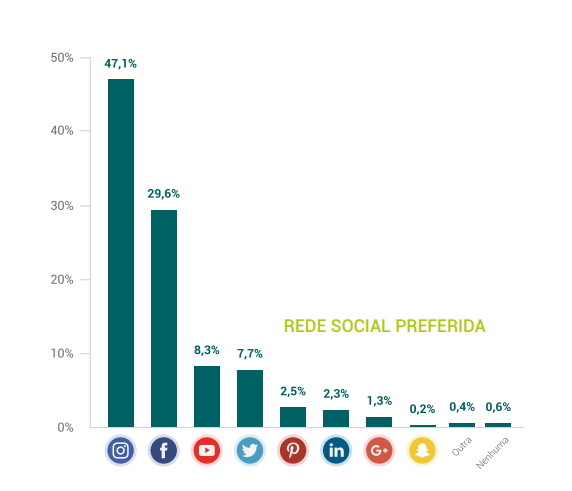 50%
47,1%
40%
30%
29,6%
20%
REDE SOCIAL PREFERIDA
10%
8,3%
7,7%
2,5%
2,3%
1,3%
0,2%
0,4%
0,6%
0%
f
in
G+
Outra
Nenhuma